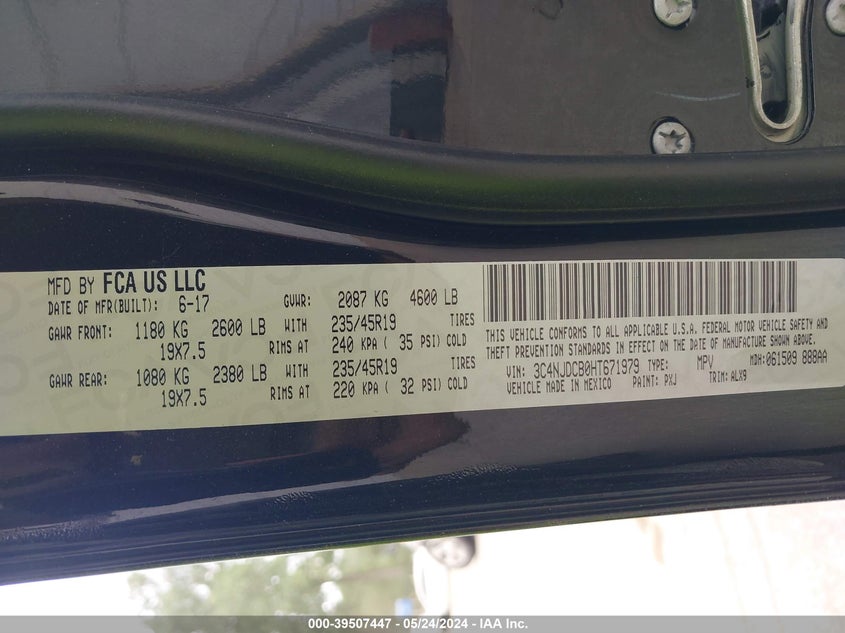 MFD BY FCA US LLC
DATE OF MFR(BUILT): 6-17 GVWR: 2087 KG 4600 LB
GAWR FRONT: 1180 KG 2600 LB WITH 235/45R19 TIRES
19X7.5 RIMS AT 240 KPA ( 35 PSI) COLD
GAWR REAR: 1080 KG 2380 LB WITH 235/45R19 TIRES
19X7.5 RIMS AT 220 KPA ( 32 PSI) COLD
THIS VEHICLE CONFORMS TO ALL APPLICABLE U.S.A. FEDERAL MOTOR VEHICLE SAFETY AND
THEFT PREVENTION STANDARDS IN EFFECT ON THE DATE OF MANUFACTURE SHOWN ABOVE.
VIN: 3C4NJDCB0HT671979 TYPE: MPV MDH: 061509 888AA
VEHICLE MADE IN MEXICO PAINT: PXJ TRIM: ALX9
000-39507447 - 05/24/2024 - IAA Inc.